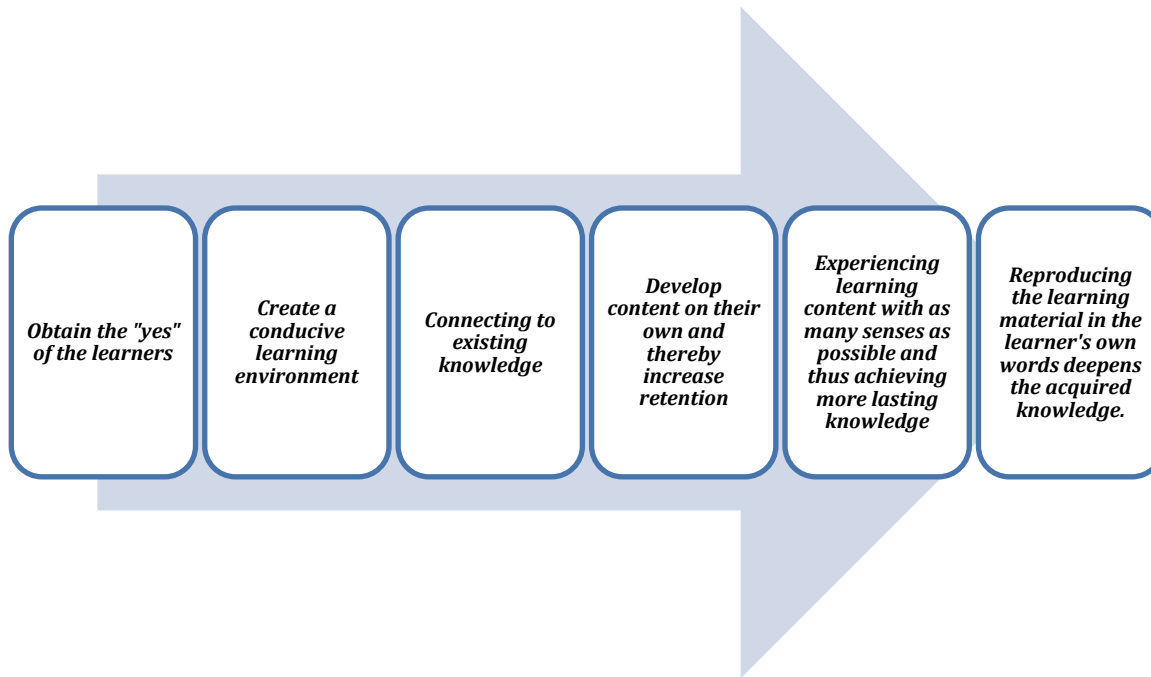 Obtain the "yes"
of the learners
Create a
conducive
learning
environment
Connecting to
existing
knowledge
Develop
content on their
own and
thereby
increase
retention
Experiencing
learning
content with as
many senses as
possible and
thus achieving
more lasting
knowledge
Reproducing
the learning
material in the
learner's own
words deepens
the acquired
knowledge.